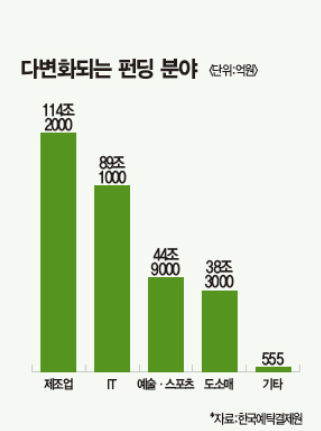 다변화되는 펀딩 분야 (단위:억원)
114조
2000
89조
1000
44조
9000
38조
3000
555
제조업 IT 예술·스포츠 도소매 기타
*자료:한국예탁결제원